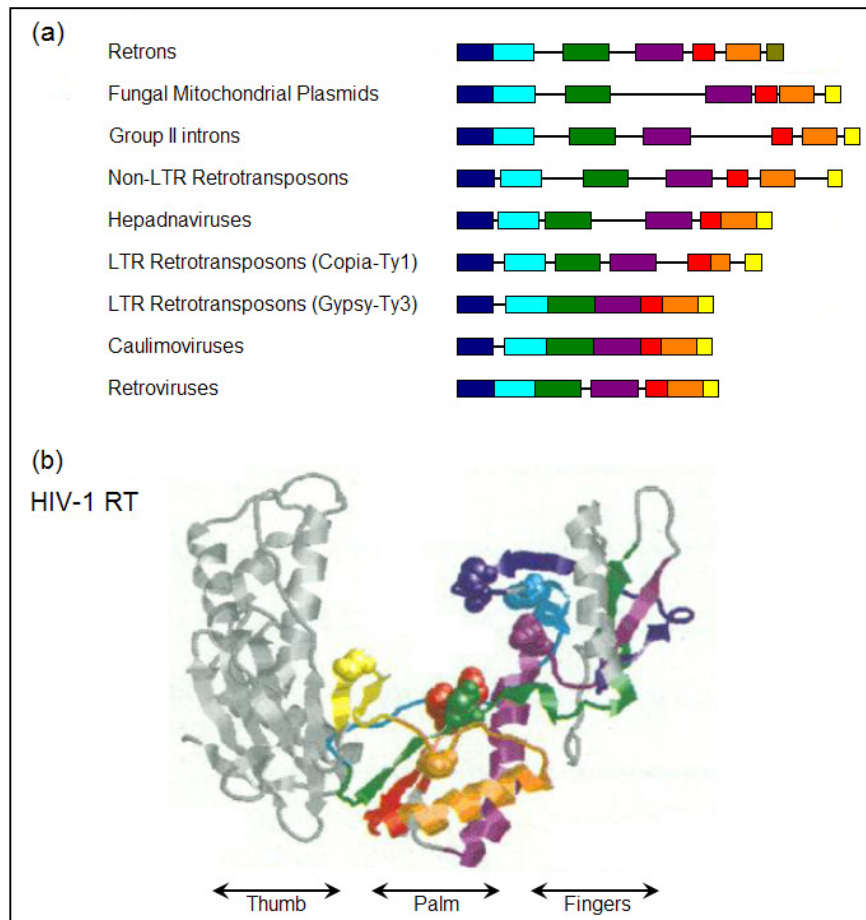 (a)
Retrons
Fungal Mitochondrial Plasmids
Group II introns
Non-LTR Retrotransposons
Hepadnaviruses
LTR Retrotransposons (Copia-Ty1)
LTR Retrotransposons (Gypsy-Ty3)
Caulimoviruses
Retroviruses
(b)
HIV-1 RT
Thumb Palm Fingers